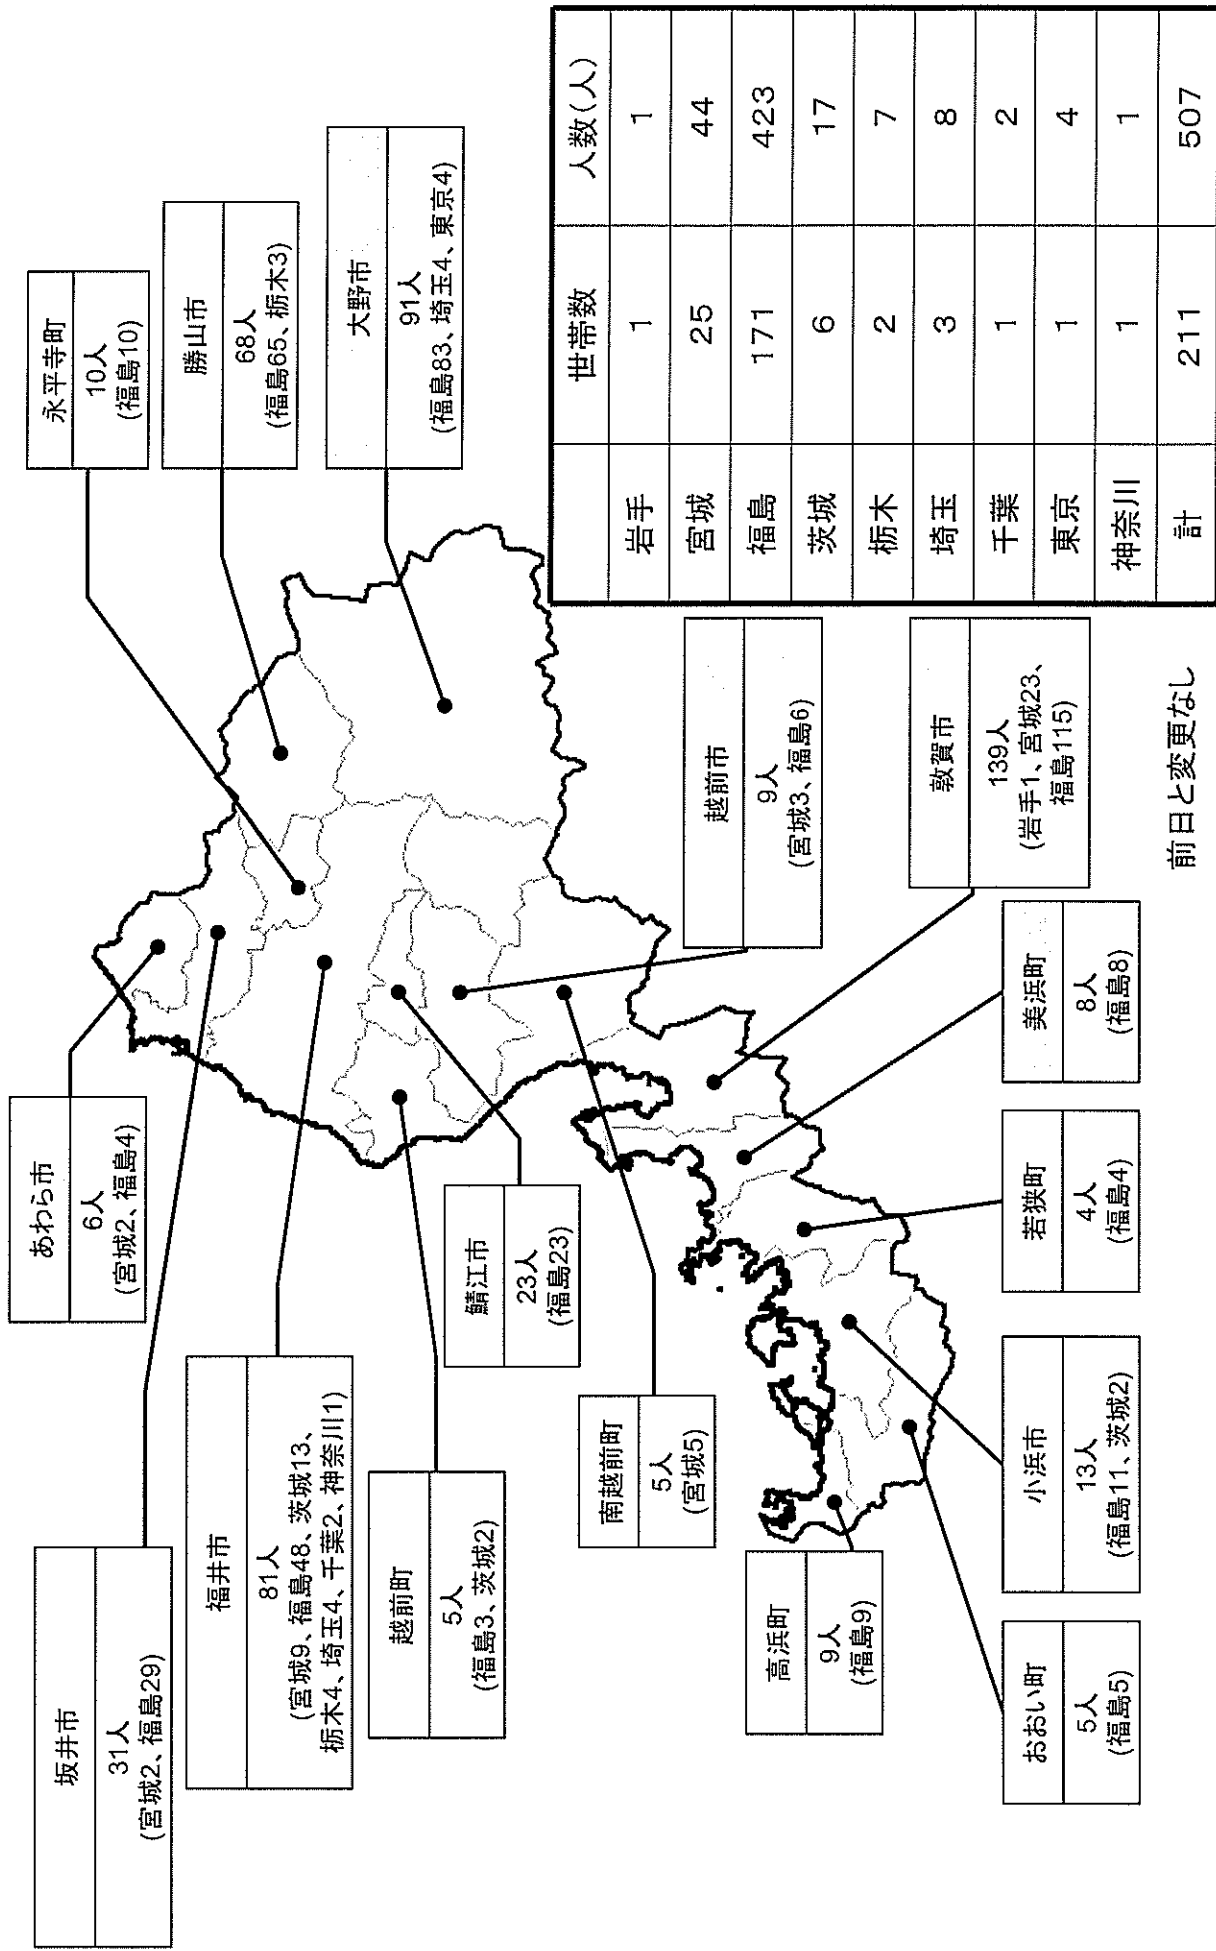 坂井市
31人
(宮城2、福島29)
あわら市
6人
(宮城2、福島4)
永平寺町
10人
(福島10)
勝山市
68人
(福島65、栃木3)
大野市
91人
(福島83、埼玉4、東京4)
福井市
81人
(宮城9、福島48、茨城13、
栃木4、埼玉4、千葉2、神奈川1)
越前町
5人
(福島3、茨城2)
鯖江市
23人
(福島23)
南越前町
5人
(宮城5)
越前市
9人
(宮城3、福島6)
高浜町
9人
(福島9)
敦賀市
139人
(岩手1、宮城23、
福島115)
おおい町
5人
(福島5)
小浜市
13人
(福島11、茨城2)
若狭町
4人
(福島4)
美浜町
8人
(福島8)
前日と変更なし
世帯数 人数(人)
岩手 1 1
宮城 25 44
福島 171 423
茨城 6 17
栃木 2 7
埼玉 3 8
千葉 1 2
東京 1 4
神奈川 1 1
計 211 507